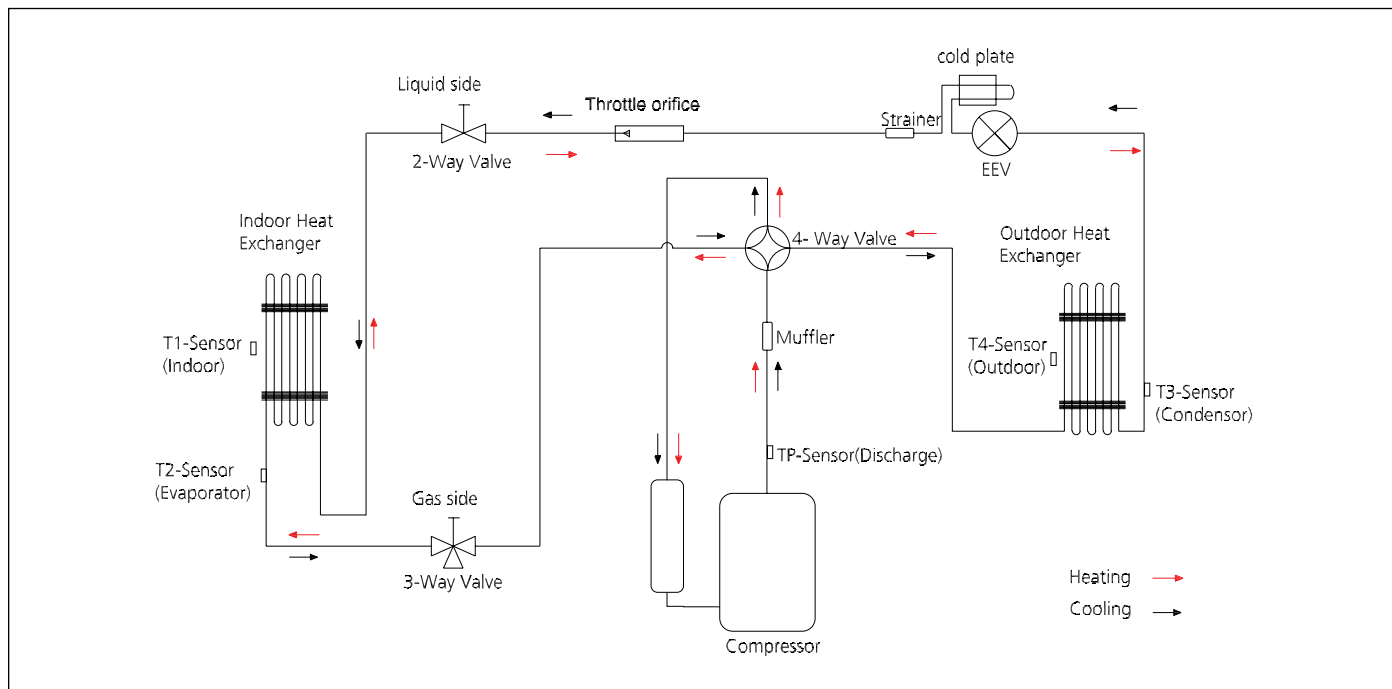 cold plate
Liquid side
Throttle orifice
Strainer
2-Way Valve
EEV
Indoor Heat
Exchanger
4- Way Valve
Outdoor Heat
Exchanger
T1-Sensor
(Indoor)
Muffler
T4-Sensor
(Outdoor)
T3-Sensor
(Condensor)
T2-Sensor
(Evaporator)
TP-Sensor(Discharge)
Gas side
3-Way Valve
Heating
Cooling
Compressor